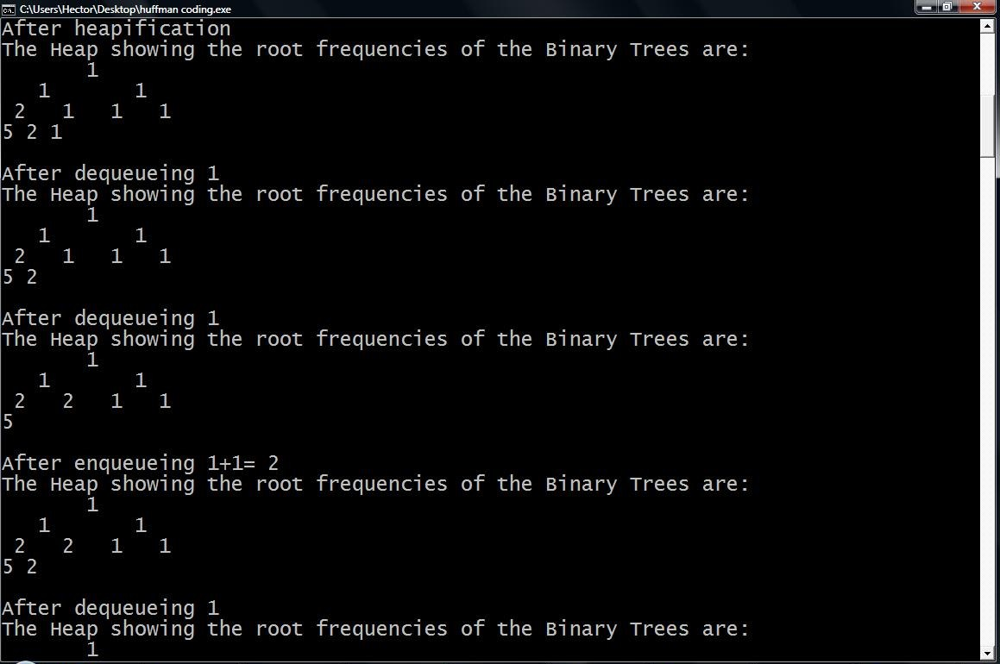 C:\Users\Hector\Desktop\huffman coding.exe
After heapification
The Heap showing the root frequencies of the Binary Trees are:
1
1 1
2 1 1 1
5 2 1
After dequeueing 1
The Heap showing the root frequencies of the Binary Trees are:
1
1 1
2 1 1 1
5 2
After dequeueing 1
The Heap showing the root frequencies of the Binary Trees are:
1
1 1
2 2 1 1
5
After enqueueing 1+1= 2
The Heap showing the root frequencies of the Binary Trees are:
1
1 1
2 2 1 1
5 2
After dequeueing 1
The Heap showing the root frequencies of the Binary Trees are:
1